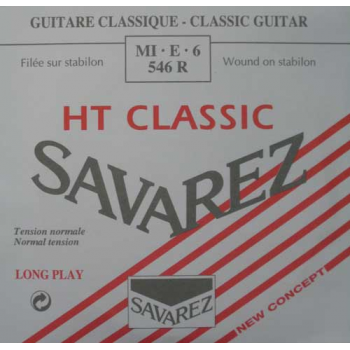 GUITARE CLASSIQUE - CLASSIC GUITAR
Filée sur stabilon
MI · E · 6
546 R
Wound on stabilon
HT CLASSIC
SAVAREZ
Tension normale
Normal tension
LONG PLAY
SAVAREZ
NEW CONCEPT